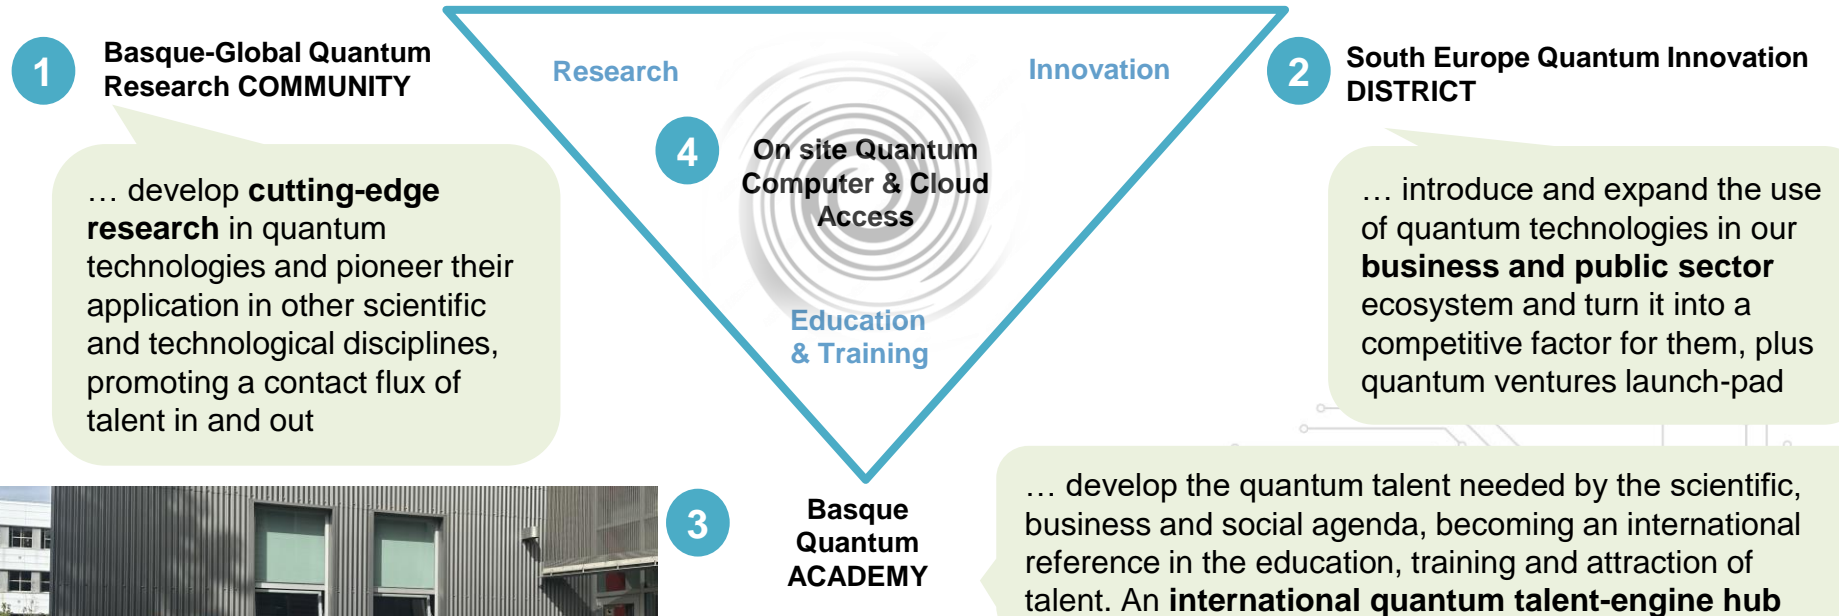 1
Basque-Global Quantum
Research COMMUNITY
… develop cutting-edge
research in quantum
technologies and pioneer their
application in other scientific
and technological disciplines,
promoting a contact flux of
talent in and out
Research
Innovation
4
On site Quantum
Computer & Cloud
Access
Education
& Training
2
South Europe Quantum Innovation
DISTRICT
… introduce and expand the use
of quantum technologies in our
business and public sector
ecosystem and turn it into a
competitive factor for them, plus
quantum ventures launch-pad
3
Basque
Quantum
ACADEMY
… develop the quantum talent needed by the scientific,
business and social agenda, becoming an international
reference in the education, training and attraction of
talent. An international quantum talent-engine hub